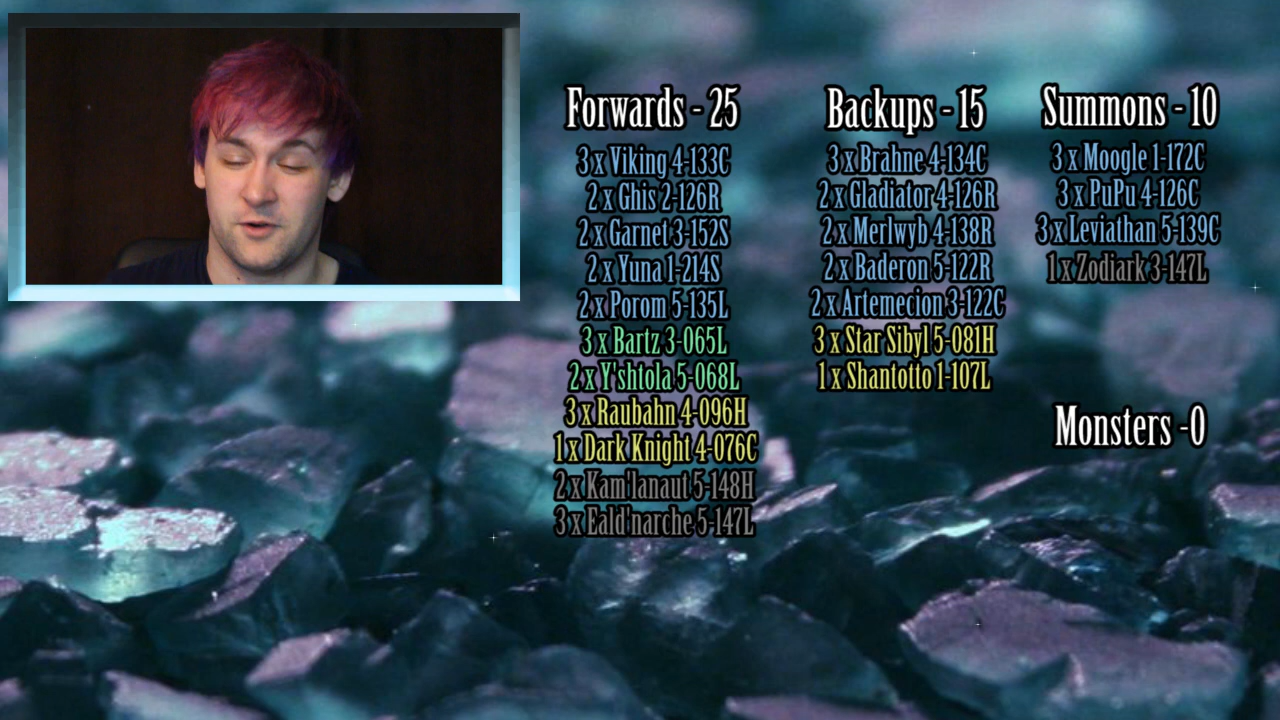 Forwards - 25
3 x Viking 4-133C
2 x Ghis 2-126R
2 x Garnet 3-152S
2 x Yuna 1-214S
2 x Porom 5-135L
3 x Bartz 3-065L
2 x Y'shtola 5-068L
3 x Raubahn 4-096H
1 x Dark Knight 4-076C
2 x Kam'lanaut 5-148H
3 x Eald'narche 5-147L
Backups - 15
3 x Brahne 4-134C
2 x Gladiator 4-126R
2 x Merlwyb 4-138R
2 x Baderon 5-122R
2 x Artemecion 3-122C
3 x Star Sibyl 5-081H
1 x Shantotto 1-107L
Summons - 10
3 x Moogle 1-172C
3 x PuPu 4-126C
3 x Leviathan 5-139C
1 x Zodiark 3-147L
Monsters -0